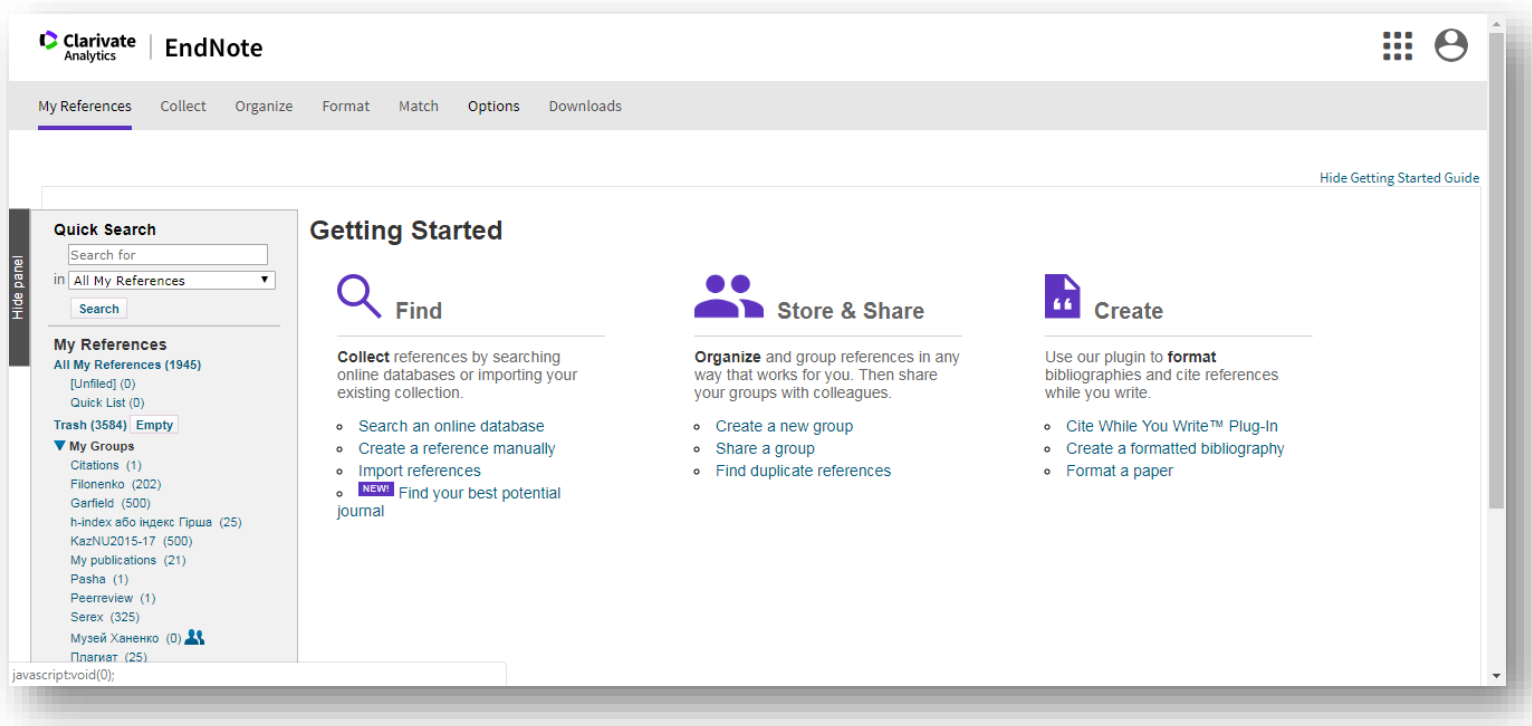 Clarivate
Analytics
EndNote
My References Collect Organize Format Match Options Downloads
Hide Getting Started Guide
Hide panel
Quick Search
Search for
in All My References
Search
My References
All My References (1945)
[Unfiled] (0)
Quick List (0)
Trash (3584) Empty
My Groups
Citations (1)
Filonenko (202)
Garfield (500)
h-index або індекс Гірша (25)
KazNU2015-17 (500)
My publications (21)
Pasha (1)
Peerreview (1)
Serex (325)
Музей Ханенко (0)
Плагиат (25)
javascript:void(0);
Getting Started
Find
Collect references by searching
online databases or importing your
existing collection.
Search an online database
Create a reference manually
Import references
NEW! Find your best potential
journal
Store & Share
Organize and group references in any
way that works for you. Then share
your groups with colleagues.
Create a new group
Share a group
Find duplicate references
Create
Use our plugin to format
bibliographies and cite references
while you write.
Cite While You Write™ Plug-In
Create a formatted bibliography
Format a paper